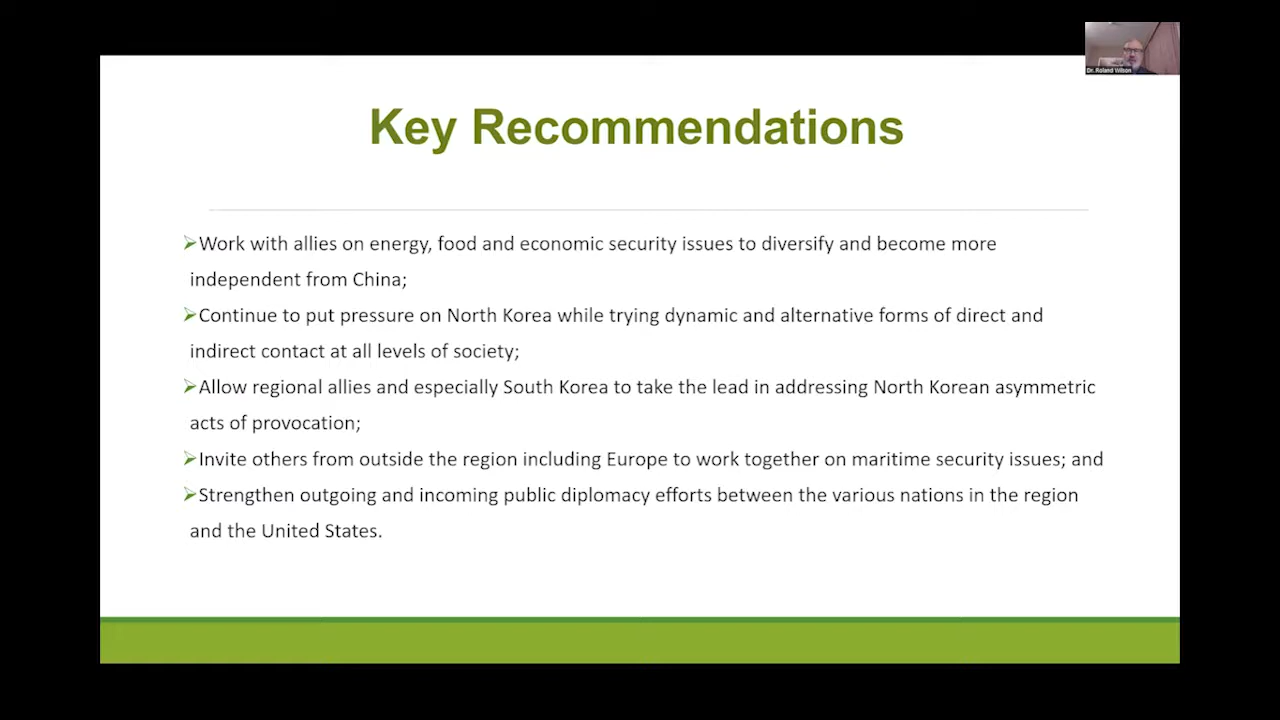 Dr. Roland Wilson
Key Recommendations
➢Work with allies on energy, food and economic security issues to diversify and become more
independent from China;
➢Continue to put pressure on North Korea while trying dynamic and alternative forms of direct and
indirect contact at all levels of society;
➢Allow regional allies and especially South Korea to take the lead in addressing North Korean asymmetric
acts of provocation;
➢Invite others from outside the region including Europe to work together on maritime security issues; and
➢Strengthen outgoing and incoming public diplomacy efforts between the various nations in the region
and the United States.